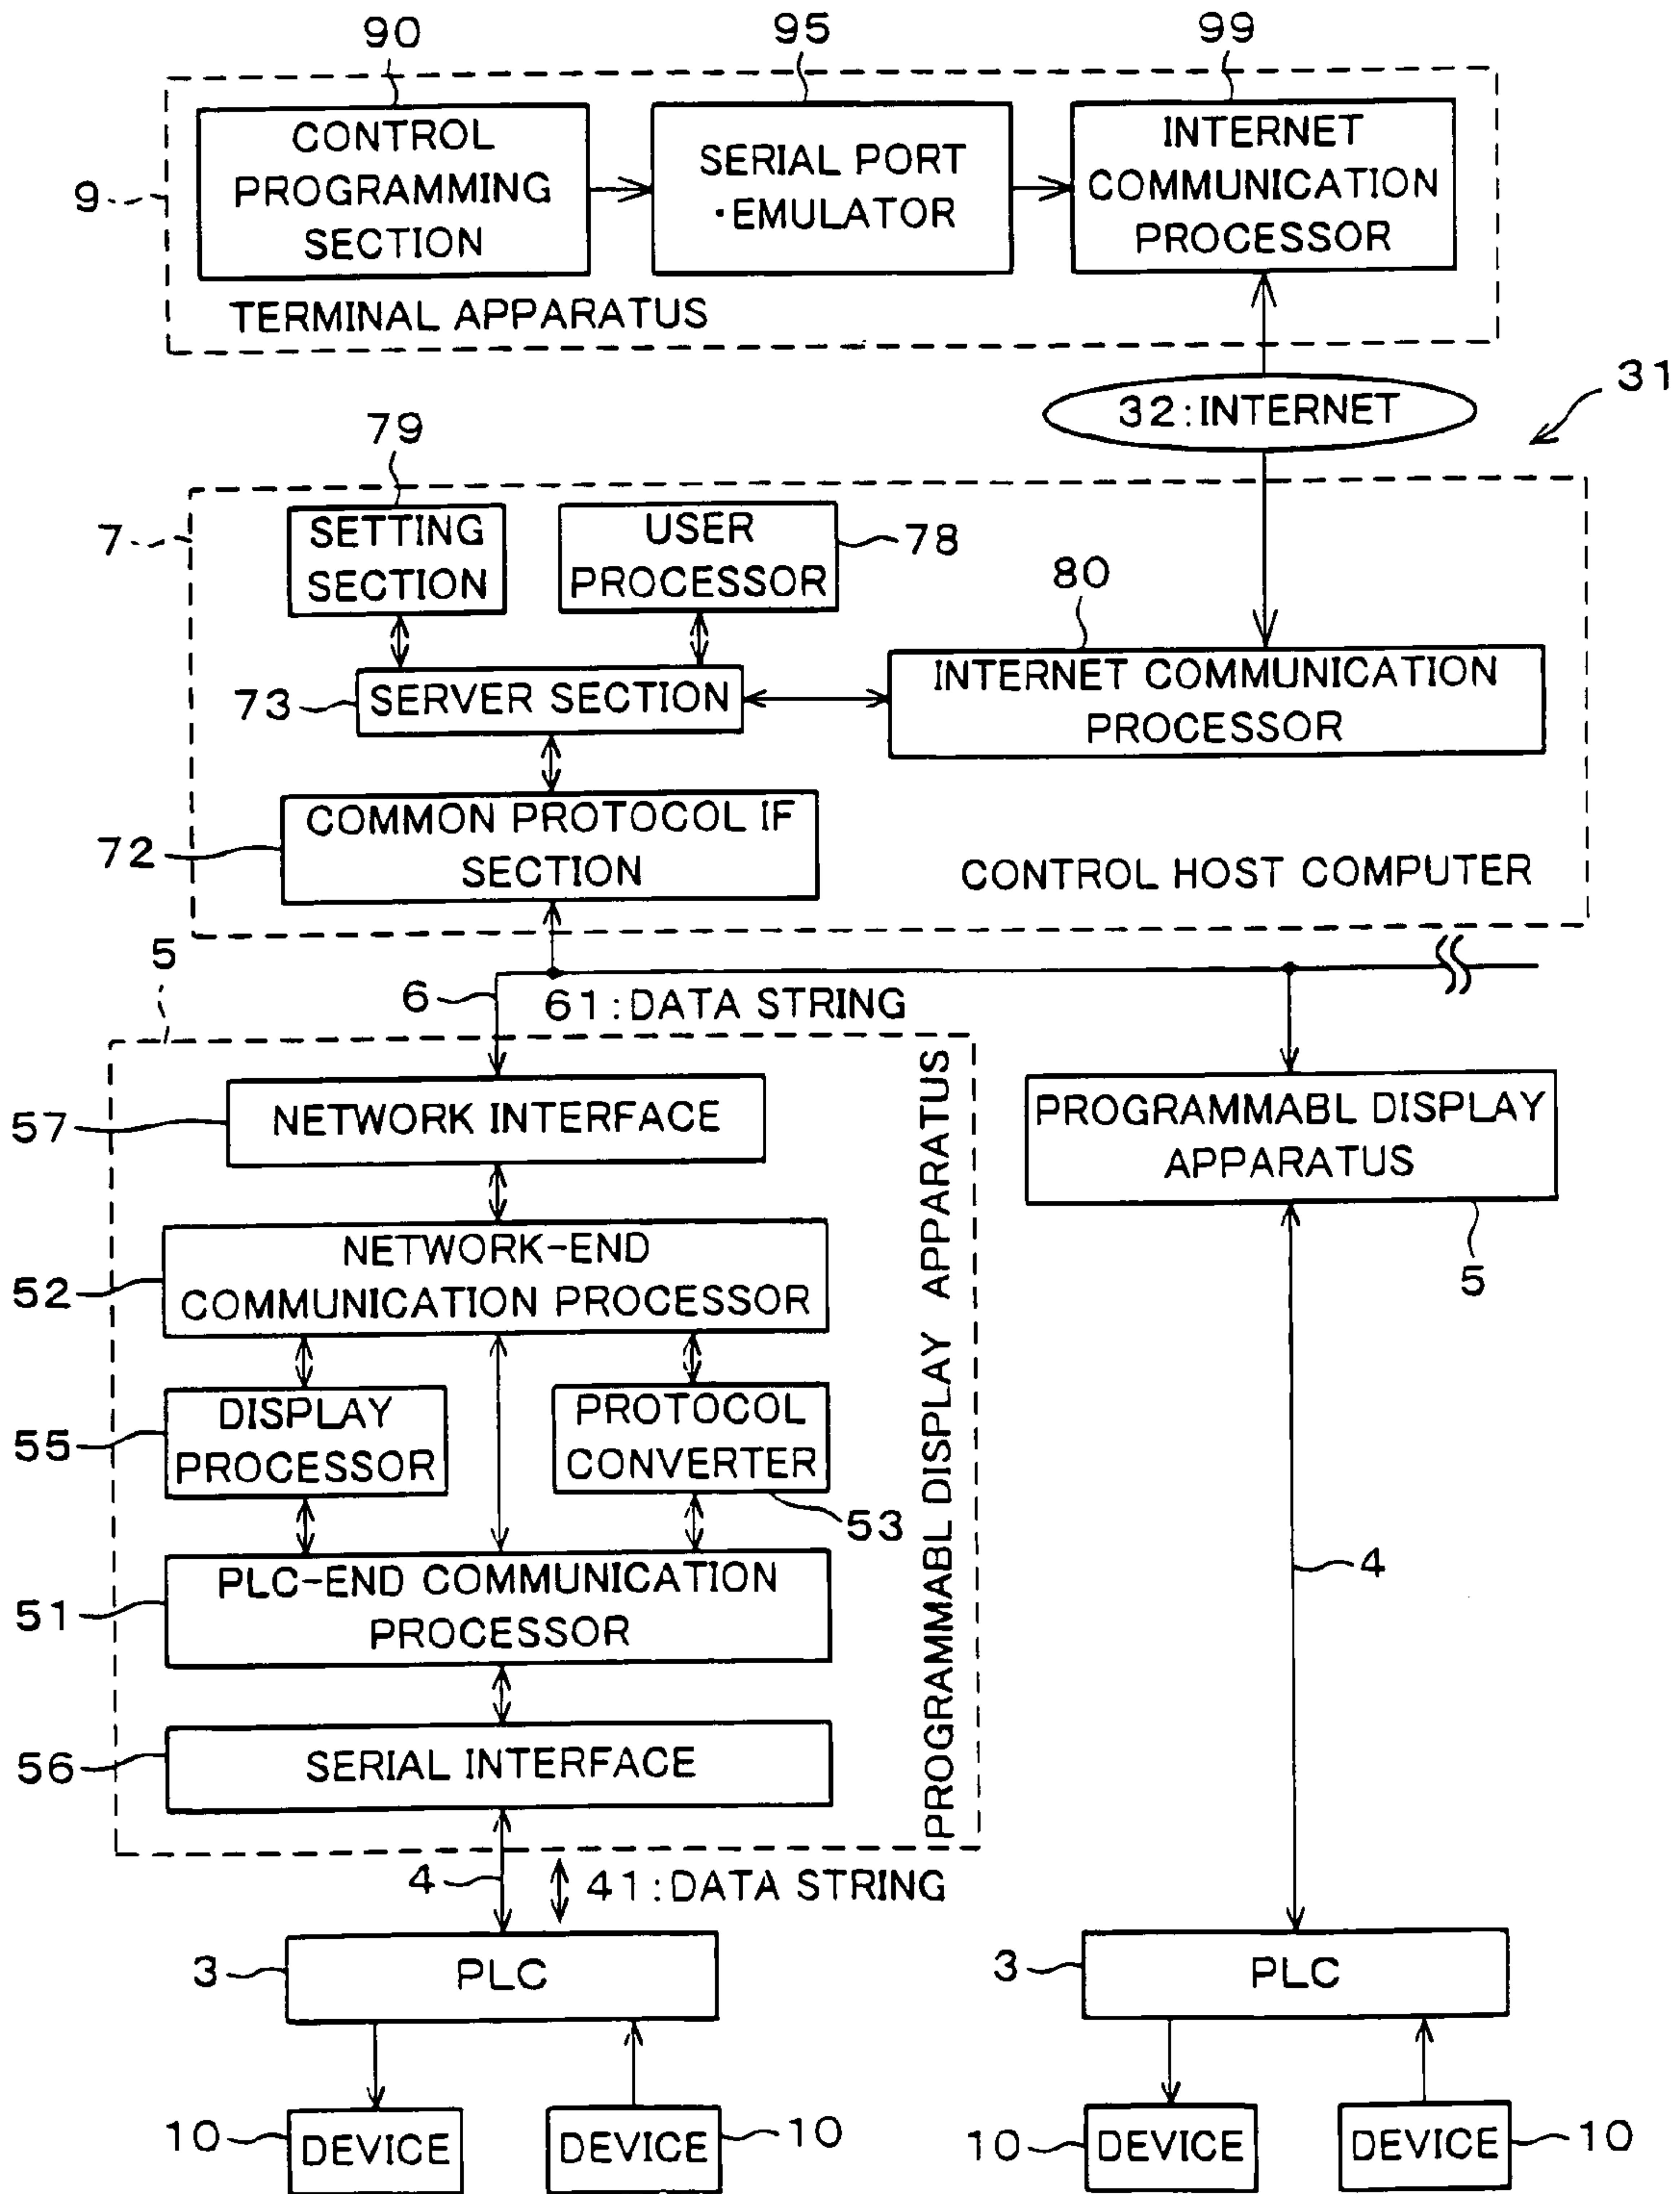 90
95
99
CONTROL
PROGRAMMING
SECTION
SERIAL PORT
·EMULATOR
INTERNET
COMMUNICATION
PROCESSOR
9
TERMINAL APPARATUS
32:INTERNET
31
79
7
SETTING
SECTION
USER
PROCESSOR
78
80
73
SERVER SECTION
INTERNET COMMUNICATION
PROCESSOR
72
COMMON PROTOCOL IF
SECTION
CONTROL HOST COMPUTER
5
6
61:DATA STRING
57
NETWORK INTERFACE
PROGRAMMABL DISPLAY
APPARATUS
5
52
NETWORK-END
COMMUNICATION PROCESSOR
55
DISPLAY
PROCESSOR
PROTOCOL
CONVERTER
53
PROGRAMMABL DISPLAY APPARATUS
4
51
PLC-END COMMUNICATION
PROCESSOR
56
SERIAL INTERFACE
4
41:DATA STRING
3
PLC
3
PLC
10
DEVICE
DEVICE
10
10
DEVICE
DEVICE
10